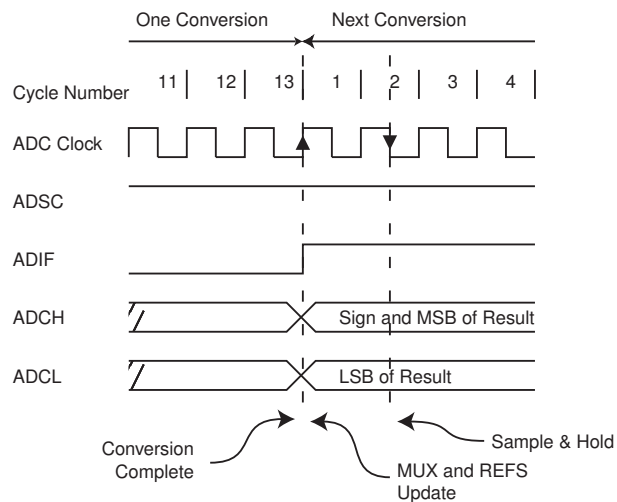 One Conversion Next Conversion
Cycle Number 11 12 13 1 2 3 4
ADC Clock
ADSC
ADIF
ADCH Sign and MSB of Result
ADCL LSB of Result
Conversion
Complete
MUX and REFS
Update
Sample & Hold